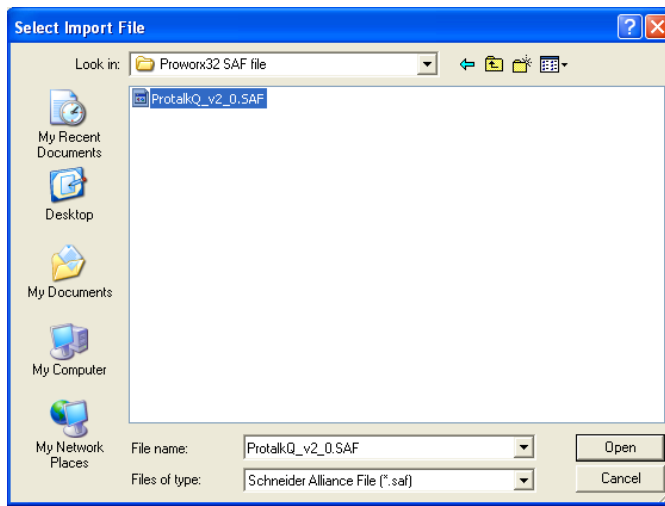 Select Import File
Look in: Proworx32 SAF file
ProtalkQ_v2_0.SAF
My Recent
Documents
Desktop
My Documents
My Computer
My Network
Places
File name: ProtalkQ_v2_0.SAF Open
Files of type: Schneider Alliance File (*.saf) Cancel